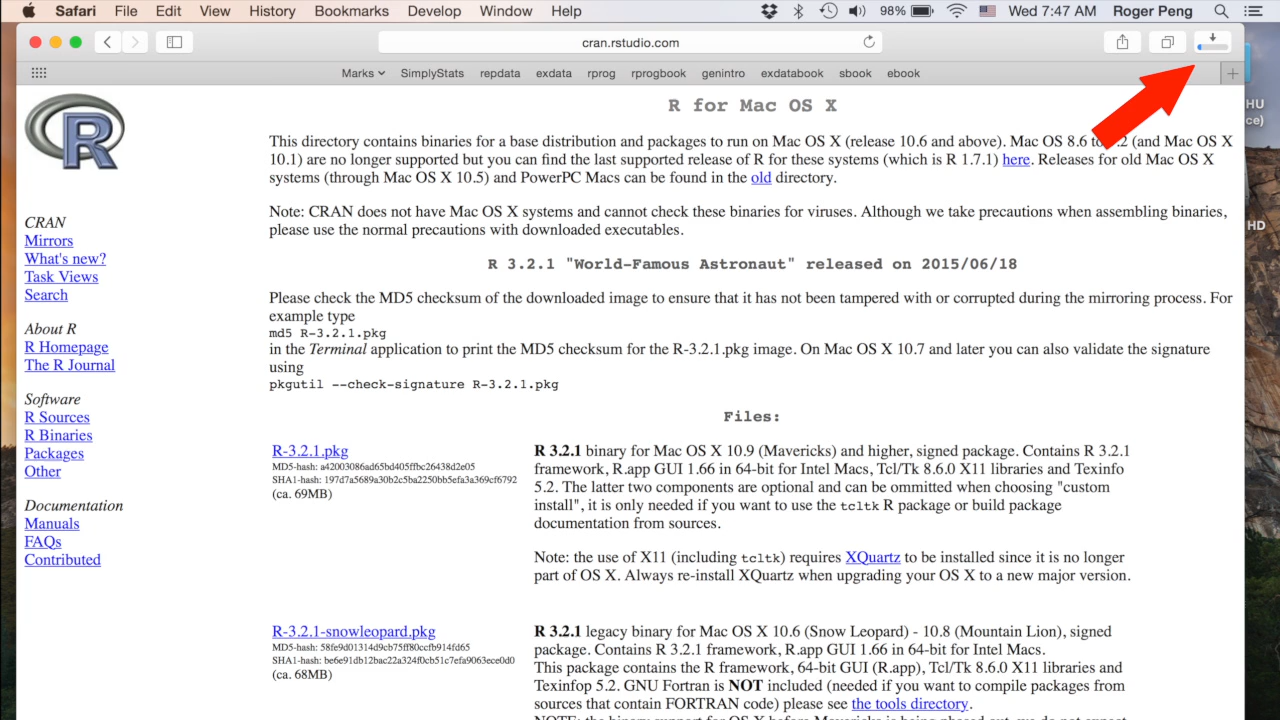 Safari File Edit View History Bookmarks Develop Window Help 98% Wed 7:47 AM Roger Peng
cran.rstudio.com
Marks SimplyStats repdata exdata rprog rprogbook genintro exdatabook sbook ebook
HU
ce)
HD
R
CRAN
Mirrors
What's new?
Task Views
Search
About R
R Homepage
The R Journal
Software
R Sources
R Binaries
Packages
Other
Documentation
Manuals
FAQs
Contributed
R for Mac OS X
This directory contains binaries for a base distribution and packages to run on Mac OS X (release 10.6 and above). Mac OS 8.6 to .2 (and Mac OS X
10.1) are no longer supported but you can find the last supported release of R for these systems (which is R 1.7.1) here. Releases for old Mac OS X
systems (through Mac OS X 10.5) and PowerPC Macs can be found in the old directory.
Note: CRAN does not have Mac OS X systems and cannot check these binaries for viruses. Although we take precautions when assembling binaries,
please use the normal precautions with downloaded executables.
R 3.2.1 "World-Famous Astronaut" released on 2015/06/18
Please check the MD5 checksum of the downloaded image to ensure that it has not been tampered with or corrupted during the mirroring process. For
example type
md5 R-3.2.1.pkg
in the Terminal application to print the MD5 checksum for the R-3.2.1.pkg image. On Mac OS X 10.7 and later you can also validate the signature
using
pkgutil --check-signature R-3.2.1.pkg
Files:
R-3.2.1.pkg
MD5-hash: a42003086ad65bd405ffbc26438d2e05
SHA1-hash: 197d7a5689a30b2c5ba2250bb5efa3a369cf6792
(ca. 69MB)
R 3.2.1 binary for Mac OS X 10.9 (Mavericks) and higher, signed package. Contains R 3.2.1
framework, R.app GUI 1.66 in 64-bit for Intel Macs, Tcl/Tk 8.6.0 X11 libraries and Texinfo
5.2. The latter two components are optional and can be ommitted when choosing "custom
install", it is only needed if you want to use the tcltk R package or build package
documentation from sources.
Note: the use of X11 (including tcltk) requires XQuartz to be installed since it is no longer
part of OS X. Always re-install XQuartz when upgrading your OS X to a new major version.
R-3.2.1-snowleopard.pkg
MD5-hash: 58fe9d01314d9cb75ff80ccfb914fd65
SHA1-hash: be6e91db12bac22a324f0cb51c7efa9063ece0d0
(ca. 68MB)
R 3.2.1 legacy binary for Mac OS X 10.6 (Snow Leopard) - 10.8 (Mountain Lion), signed
package. Contains R 3.2.1 framework, R.app GUI 1.66 in 64-bit for Intel Macs.
This package contains the R framework, 64-bit GUI (R.app), Tcl/Tk 8.6.0 X11 libraries and
Texinfop 5.2. GNU Fortran is NOT included (needed if you want to compile packages from
sources that contain FORTRAN code) please see the tools directory.
NOTE: the binary support for OS X before Mavericks is being phased out, we do not expect